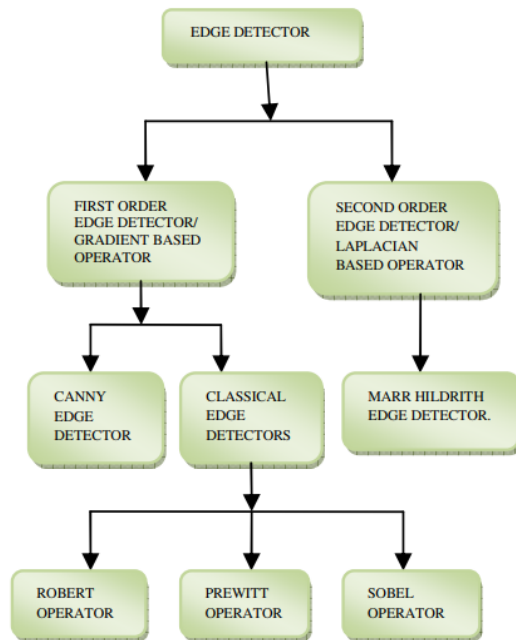 EDGE DETECTOR
FIRST ORDER
EDGE DETECTOR/
GRADIENT BASED
OPERATOR
SECOND ORDER
EDGE DETECTOR/
LAPLACIAN
BASED OPERATOR
CANNY
EDGE
DETECTOR
CLASSICAL
EDGE
DETECTORS
MARR HILDRITH
EDGE DETECTOR.
ROBERT
OPERATOR
PREWITT
OPERATOR
SOBEL
OPERATOR